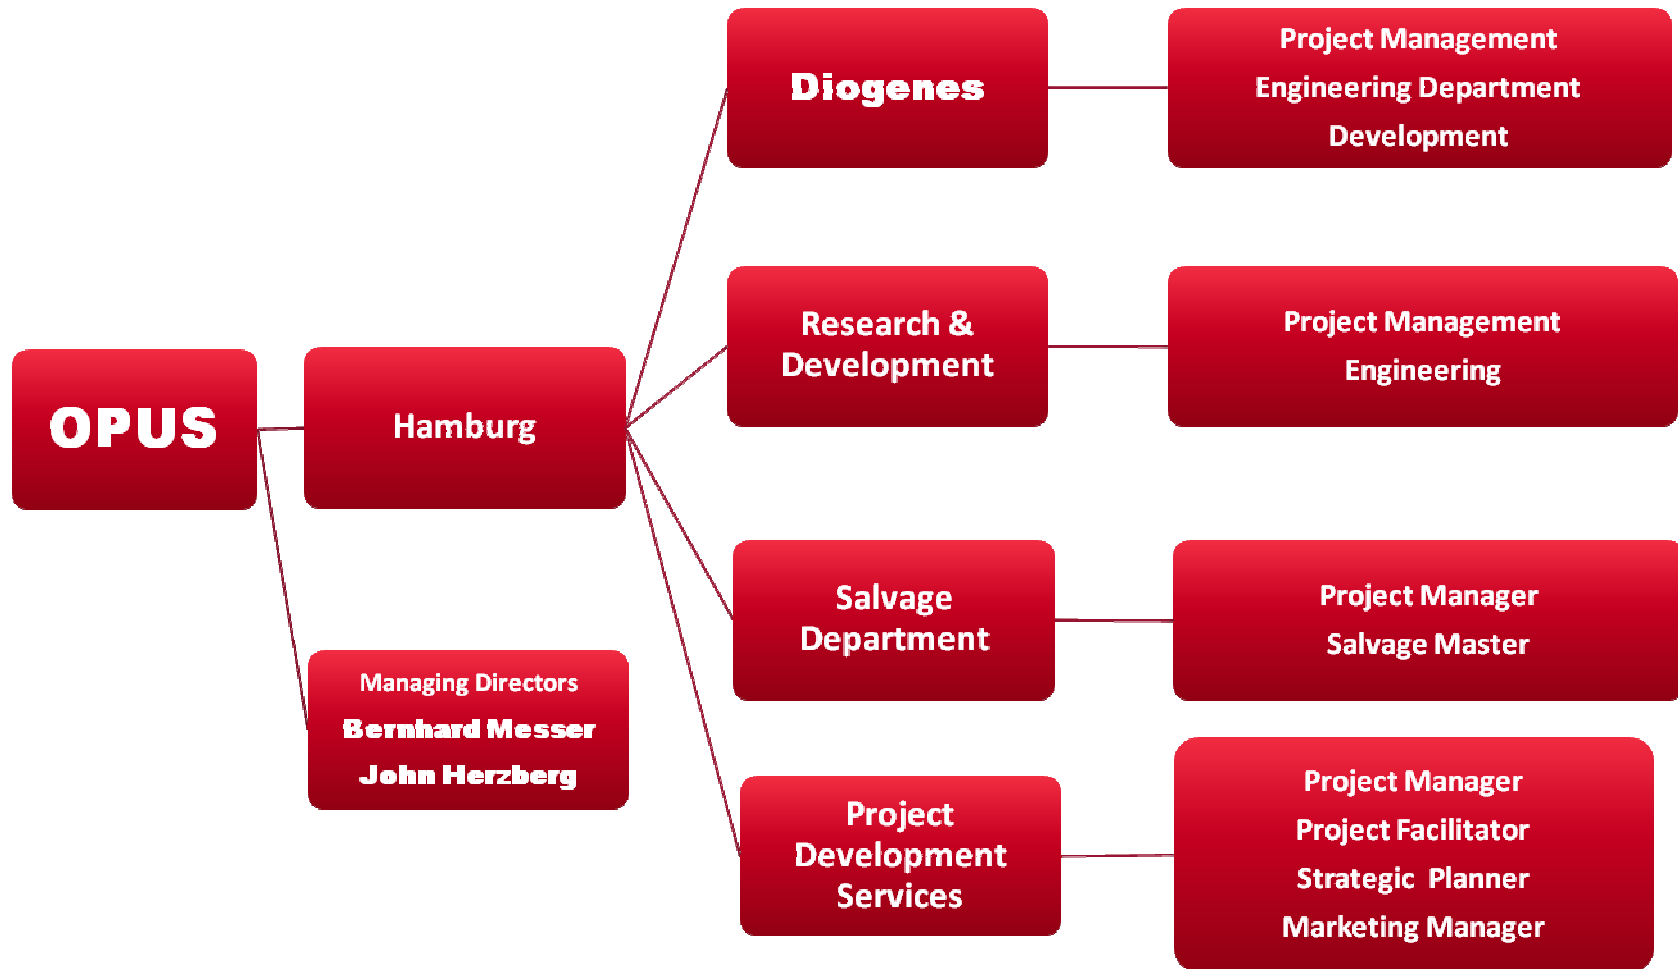 OPUS
Hamburg
Managing Directors
Bernhard Messer
John Herzberg
Diogenes
Project Management
Engineering Department
Development
Research &
Development
Project Management
Engineering
Salvage
Department
Project Manager
Salvage Master
Project
Development
Services
Project Manager
Project Facilitator
Strategic Planner
Marketing Manager